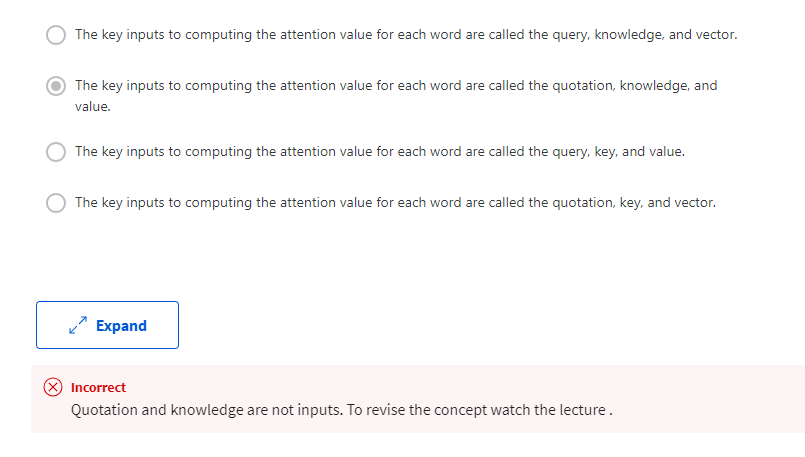 The key inputs to computing the attention value for each word are called the query, knowledge, and vector.
The key inputs to computing the attention value for each word are called the quotation, knowledge, and
value.
The key inputs to computing the attention value for each word are called the query, key, and value.
The key inputs to computing the attention value for each word are called the quotation, key, and vector.
Expand
Incorrect
Quotation and knowledge are not inputs. To revise the concept watch the lecture .